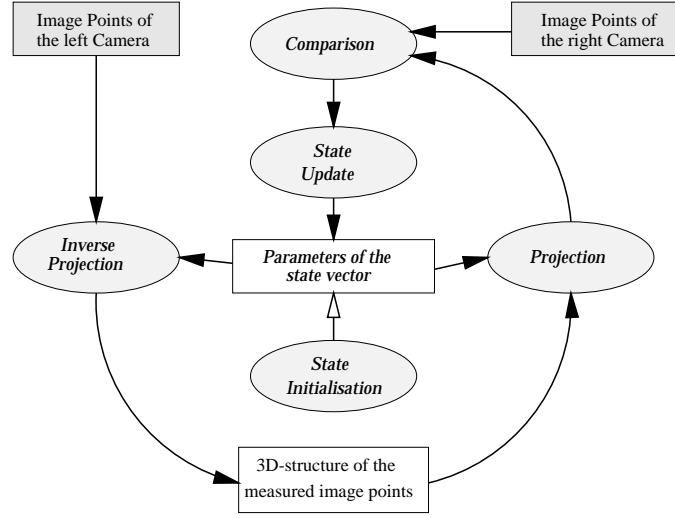 Image Points of
the left Camera
Comparison
Image Points of
the right Camera
State
Update
Inverse
Projection
Parameters of the
state vector
Projection
State
Initialisation
3D-structure of the
measured image points